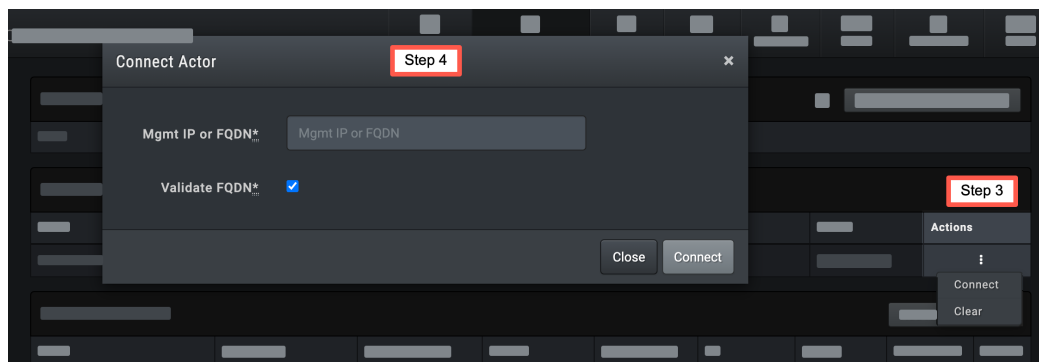 Connect Actor
Step 4
×
Mgmt IP or FQDN*
Mgmt IP or FQDN
Validate FQDN*
Step 3
Actions
Close
Connect
Connect
Clear